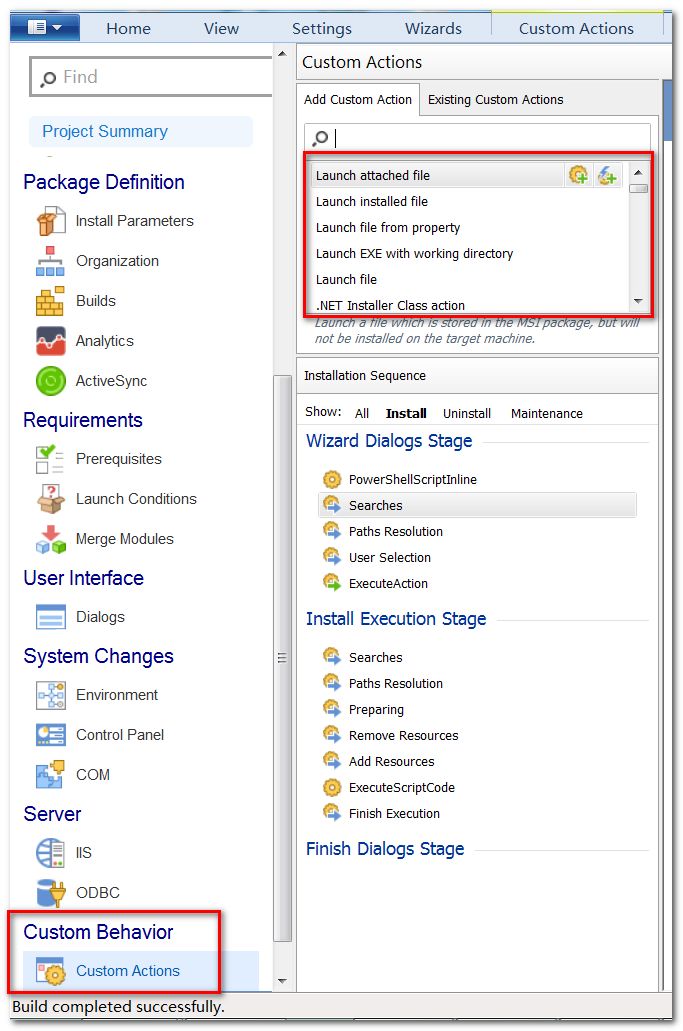 Home View Settings Wizards Custom Actions
Find
Project Summary
Package Definition
Install Parameters
Organization
Builds
Analytics
ActiveSync
Requirements
Prerequisites
Launch Conditions
Merge Modules
User Interface
Dialogs
System Changes
Environment
Control Panel
COM
Server
IIS
ODBC
Custom Behavior
Custom Actions
Custom Actions
Add Custom Action Existing Custom Actions
Launch attached file
Launch installed file
Launch file from property
Launch EXE with working directory
Launch file
.NET Installer Class action
Launch a file which is stored in the MSI package, but will
not be installed on the target machine.
Installation Sequence
Show: All Install Uninstall Maintenance
Wizard Dialogs Stage
PowerShellScriptInline
Searches
Paths Resolution
User Selection
ExecuteAction
Install Execution Stage
Searches
Paths Resolution
Preparing
Remove Resources
Add Resources
ExecuteScriptCode
Finish Execution
Finish Dialogs Stage
Build completed successfully.